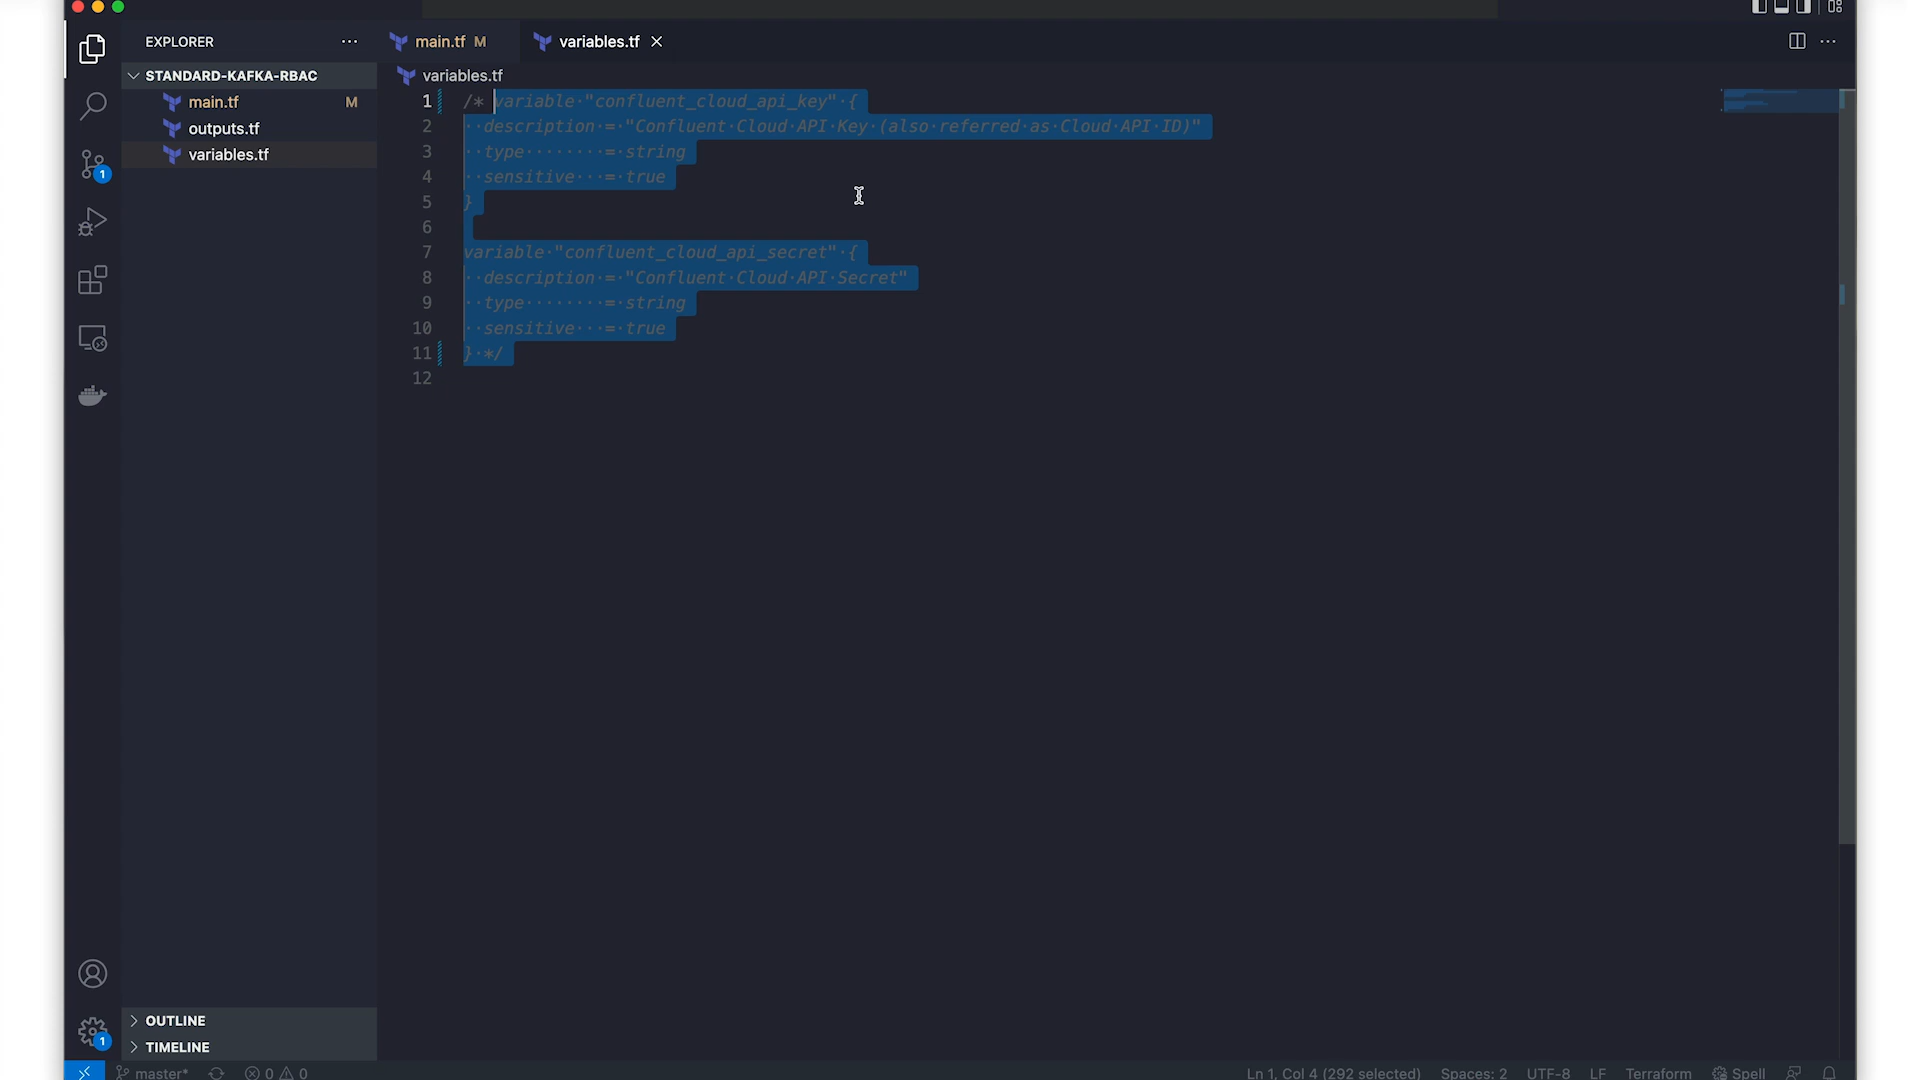 EXPLORER
main.tf M
variables.tf
STANDARD-KAFKA-RBAC
variables.tf
main.tf M
outputs.tf
variables.tf
1 /* variable "confluent_cloud_api_key" {
2   description = "Confluent Cloud API Key (also referred as Cloud API ID)"
3   type        = string
4   sensitive   = true
5 }
6
7 variable "confluent_cloud_api_secret" {
8   description = "Confluent Cloud API Secret"
9   type        = string
10   sensitive   = true
11 } */
12
1
OUTLINE
1
TIMELINE
master* 0 0 Ln 1, Col 4 (292 selected) Spaces: 2 UTF-8 LF Terraform Spell